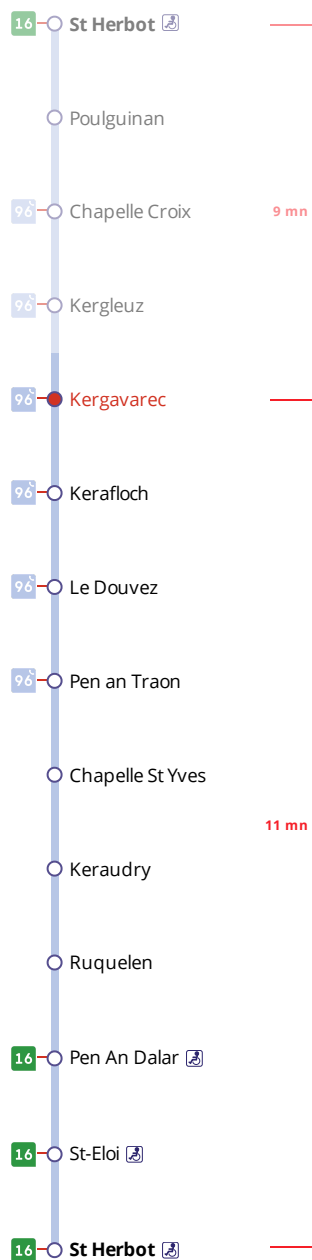 16 St Herbot
Poulguinan
96 Chapelle Croix 9 mn
96 Kergleuz
96 Kergavarec
96 Kerafloch
96 Le Douvez
96 Pen an Traon
Chapelle St Yves
11 mn
Keraudry
Ruquelen
16 Pen An Dalar
16 St-Eloi
16 St Herbot